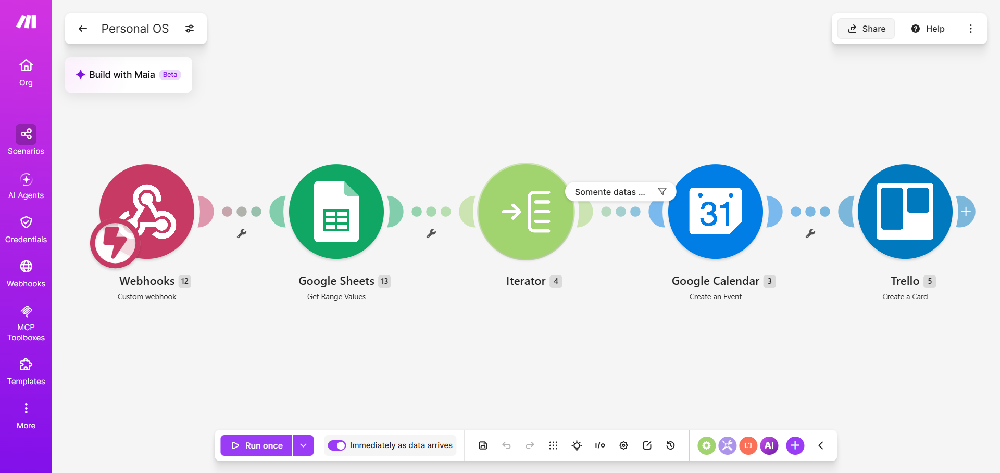 Personal OS
Share
Help
Build with Maia Beta
Org
Scenarios
AI Agents
Credentials
Webhooks
MCP
Toolboxes
Templates
More
Somente datas ...
31
Webhooks 12
Custom webhook
Google Sheets 13
Get Range Values
Iterator 4
Google Calendar 3
Create an Event
Trello 5
Create a Card
Run once
Immediately as data arrives
AI